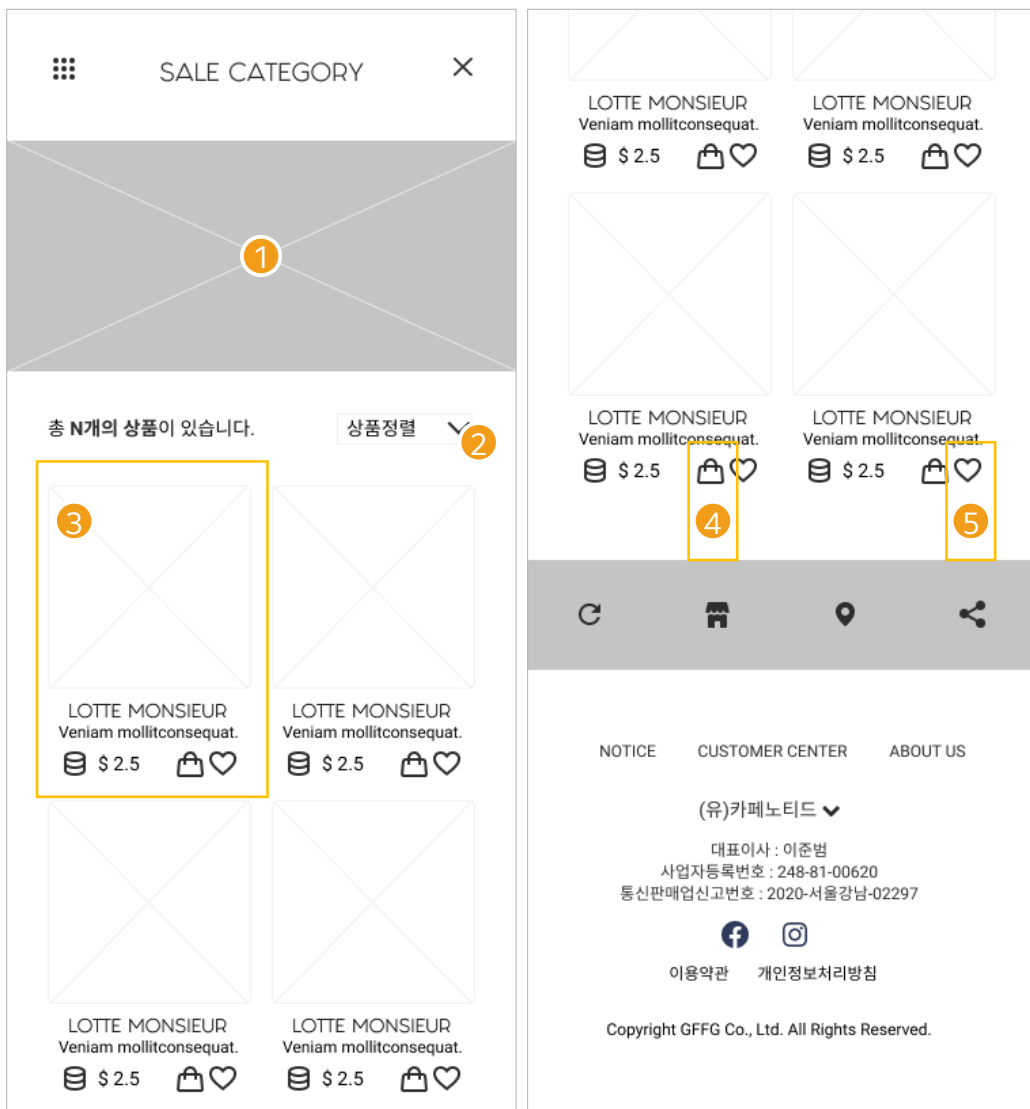 SALE CATEGORY
1
총 N개의 상품이 있습니다.
상품정렬
2
3
LOTTE MONSIEUR
Veniam mollitconsequat.
$ 2.5
LOTTE MONSIEUR
Veniam mollitconsequat.
$ 2.5
LOTTE MONSIEUR
Veniam mollitconsequat.
$ 2.5
LOTTE MONSIEUR
Veniam mollitconsequat.
$ 2.5
LOTTE MONSIEUR
Veniam mollitconsequat.
$ 2.5
LOTTE MONSIEUR
Veniam mollitconsequat.
$ 2.5
LOTTE MONSIEUR
Veniam mollitconsequat.
$ 2.5
4
LOTTE MONSIEUR
Veniam mollitconsequat.
$ 2.5
5
NOTICE CUSTOMER CENTER ABOUT US
(유)카페노티드
대표이사 : 이준범
사업자등록번호 : 248-81-00620
통신판매업신고번호 : 2020-서울강남-02297
이용약관 개인정보처리방침
Copyright GFFG Co., Ltd. All Rights Reserved.